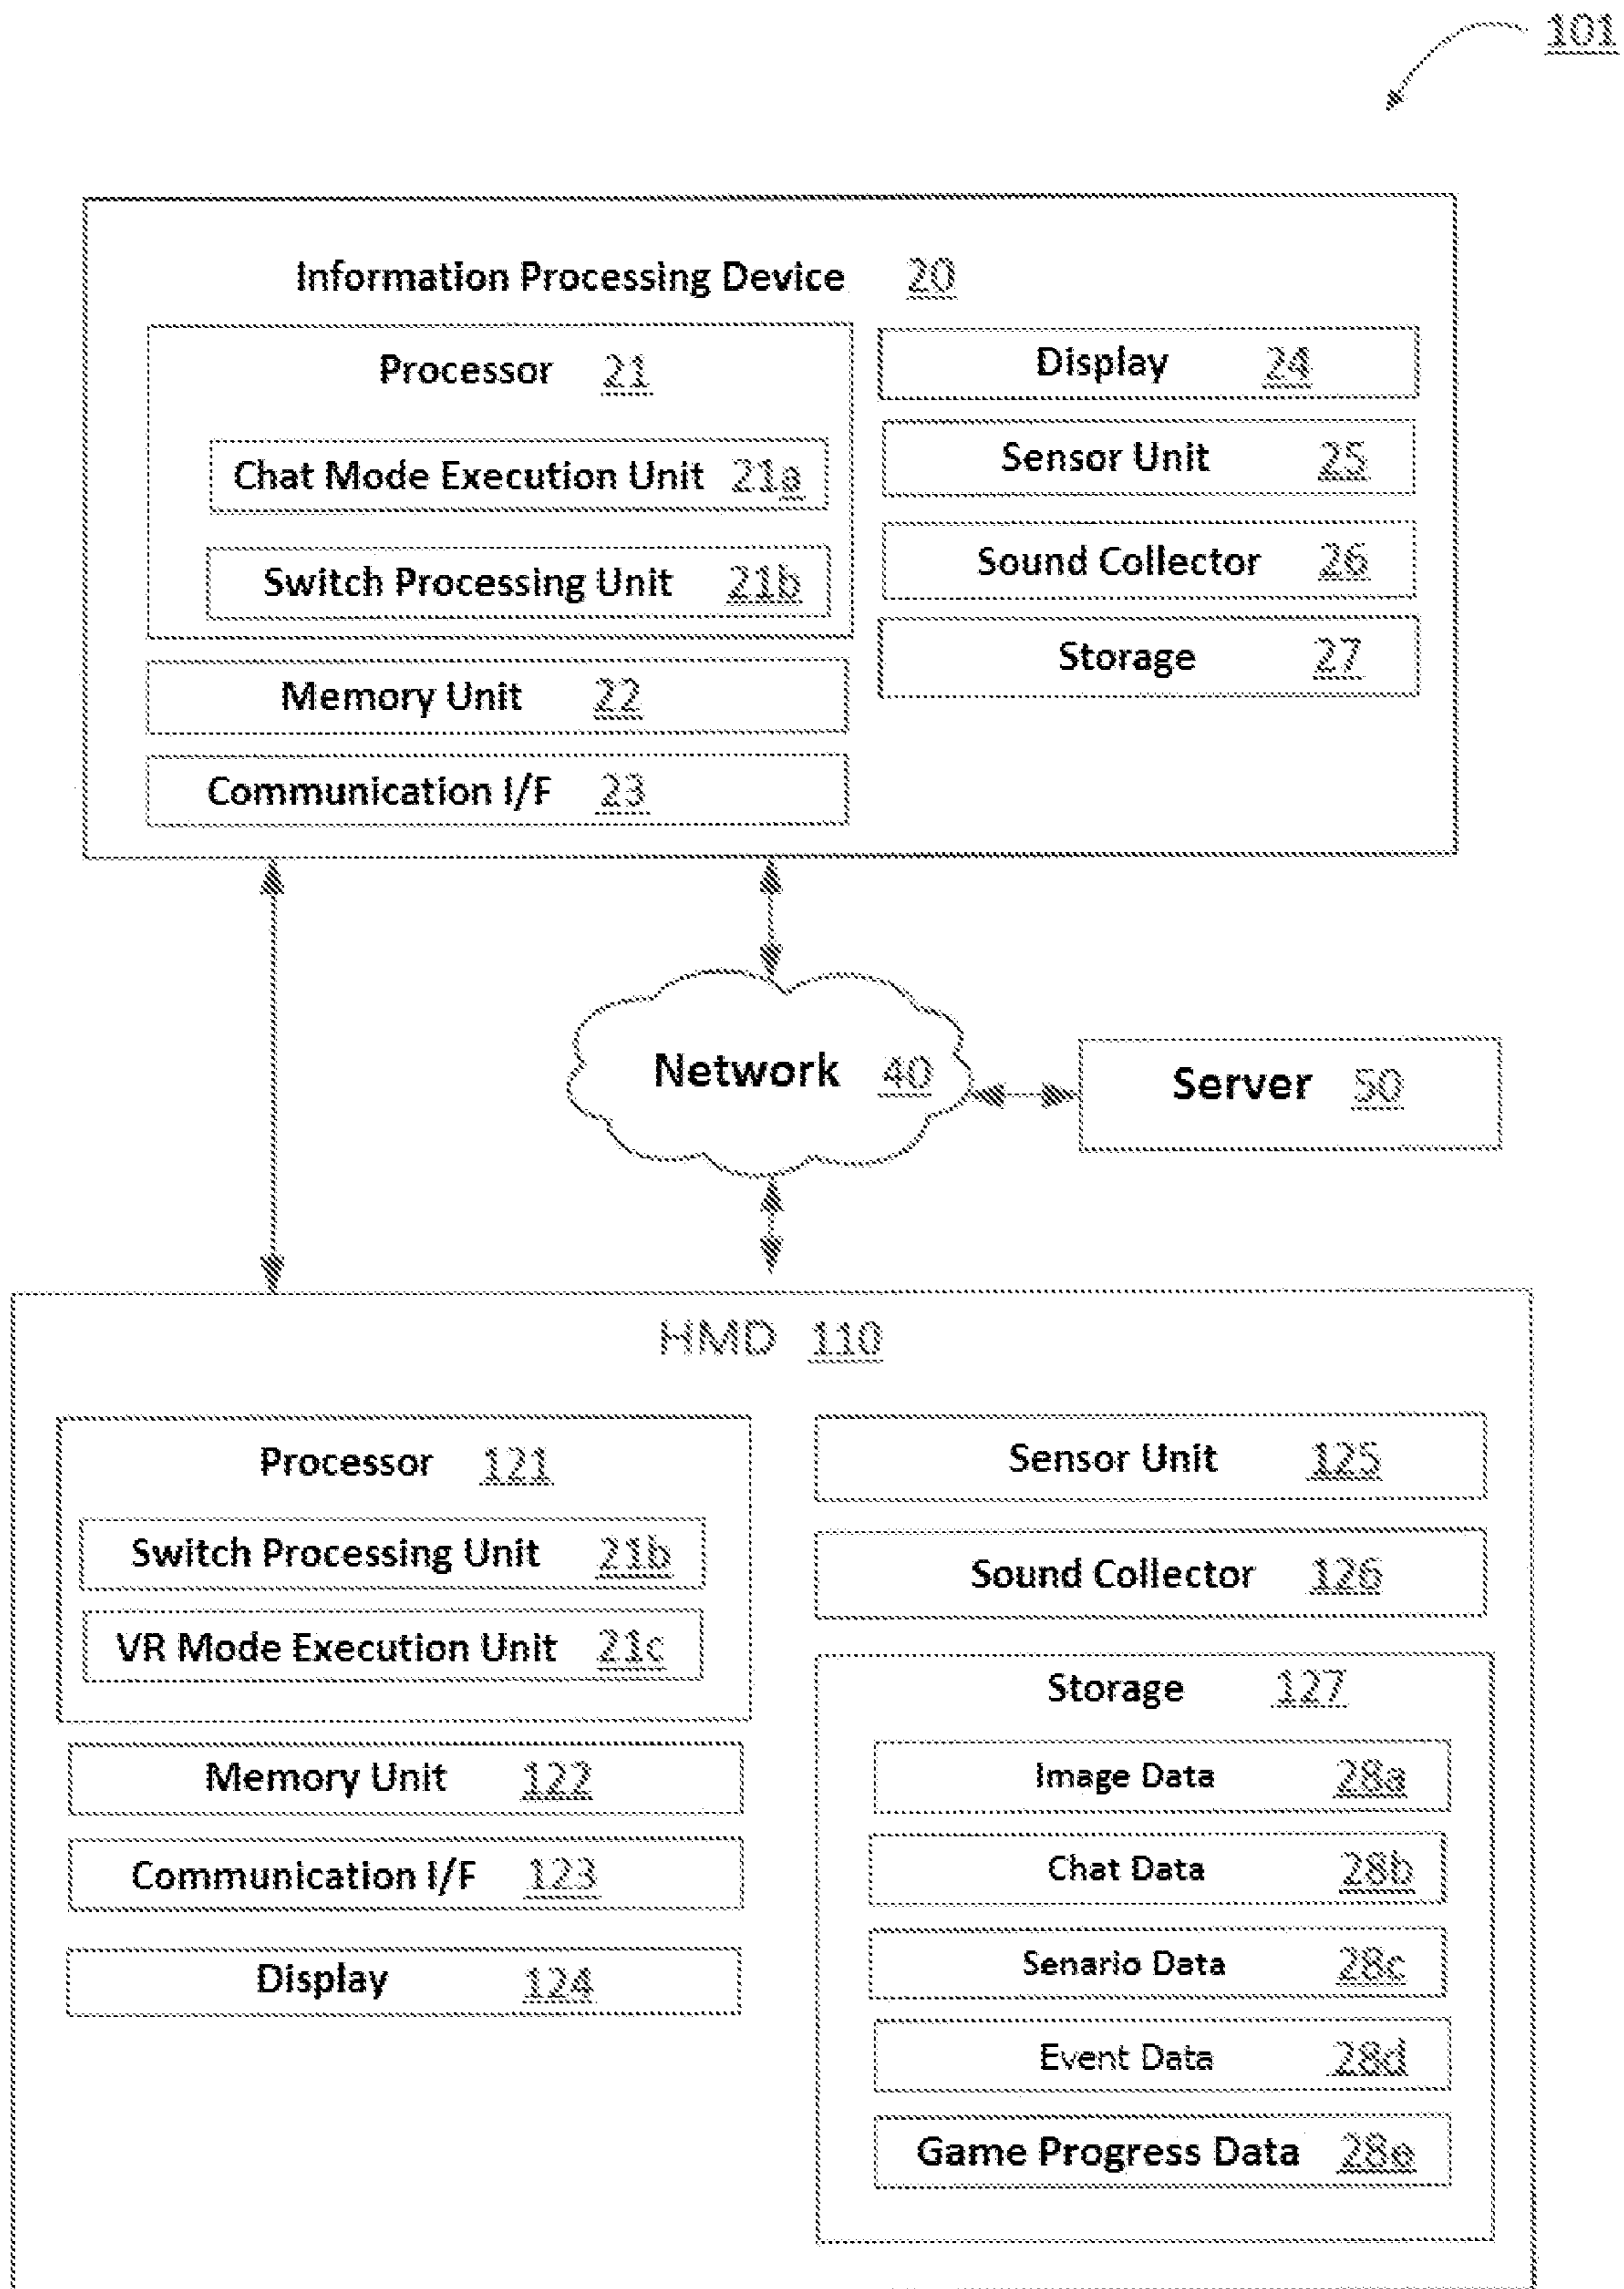 101
Information Processing Device 20
Processor 21
Chat Mode Execution Unit 21a
Switch Processing Unit 21b
Memory Unit 22
Communication I/F 23
Display 24
Sensor Unit 25
Sound Collector 26
Storage 27
Network 40
Server 50
HMD 110
Processor 121
Switch Processing Unit 21b
VR Mode Execution Unit 21c
Memory Unit 122
Communication I/F 123
Display 124
Sensor Unit 125
Sound Collector 126
Storage 127
Image Data 28a
Chat Data 28b
Senario Data 28c
Event Data 28d
Game Progress Data 28e